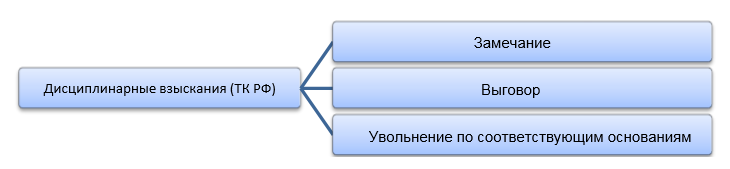 Дисциплинарные взыскания (ТК РФ)
Замечание
Выговор
Увольнение по соответствующим основаниям